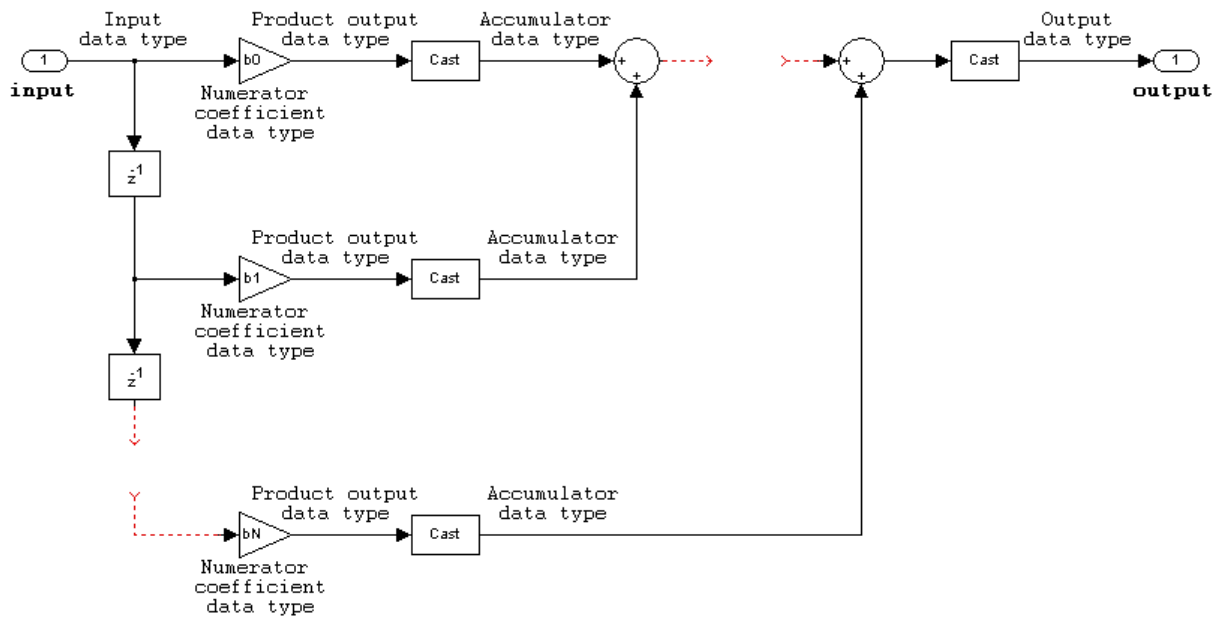 Input
data type
Product output
data type
Accumulator
data type
Output
data type
1
b0
Cast
+
+
+
+
Cast
1
input
output
Numerator
coefficient
data type
z-1
Product output
data type
Accumulator
data type
b1
Cast
Numerator
coefficient
data type
z-1
Product output
data type
Accumulator
data type
bN
Cast
Numerator
coefficient
data type